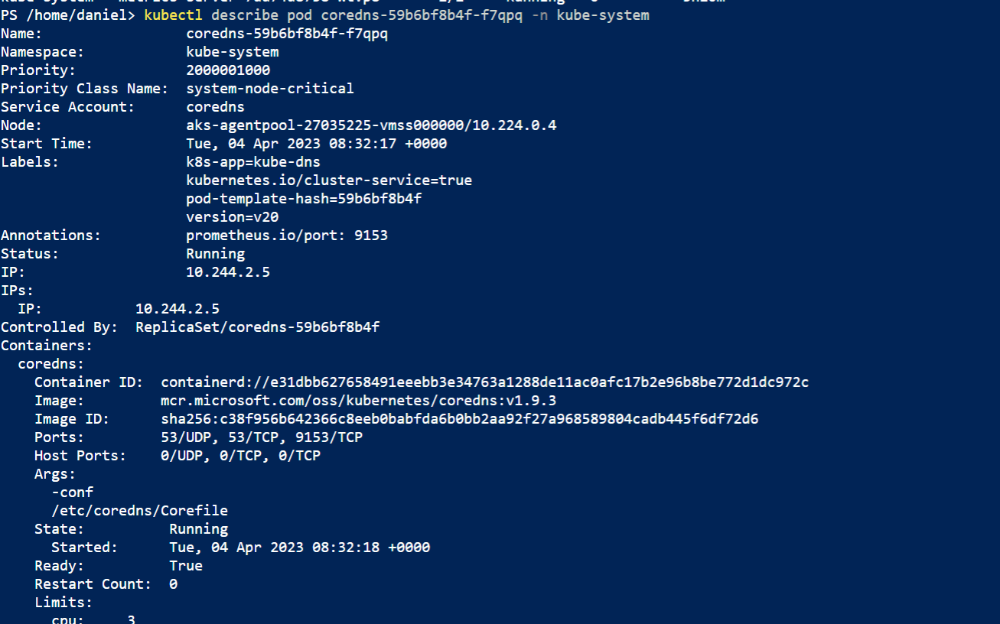 PS /home/daniel> kubectl describe pod coredns-59b6bf8b4f-f7qpq -n kube-system
Name:                 coredns-59b6bf8b4f-f7qpq
Namespace:            kube-system
Priority:             2000001000
Priority Class Name:  system-node-critical
Service Account:      coredns
Node:                 aks-agentpool-27035225-vmss000000/10.224.0.4
Start Time:           Tue, 04 Apr 2023 08:32:17 +0000
Labels:               k8s-app=kube-dns
                      kubernetes.io/cluster-service=true
                      pod-template-hash=59b6bf8b4f
                      version=v20
Annotations:          prometheus.io/port: 9153
Status:               Running
IP:                   10.244.2.5
IPs:
  IP:           10.244.2.5
Controlled By:  ReplicaSet/coredns-59b6bf8b4f
Containers:
  coredns:
    Container ID:  containerd://e31dbb627658491eeebb3e34763a1288de11ac0afc17b2e96b8be772d1dc972c
    Image:         mcr.microsoft.com/oss/kubernetes/coredns:v1.9.3
    Image ID:      sha256:c38f956b642366c8eeb0babfda6b0bb2aa92f27a968589804cadb445f6df72d6
    Ports:         53/UDP, 53/TCP, 9153/TCP
    Host Ports:    0/UDP, 0/TCP, 0/TCP
    Args:
      -conf
      /etc/coredns/Corefile
    State:          Running
      Started:      Tue, 04 Apr 2023 08:32:18 +0000
    Ready:          True
    Restart Count:  0
    Limits:
      cpu:     3